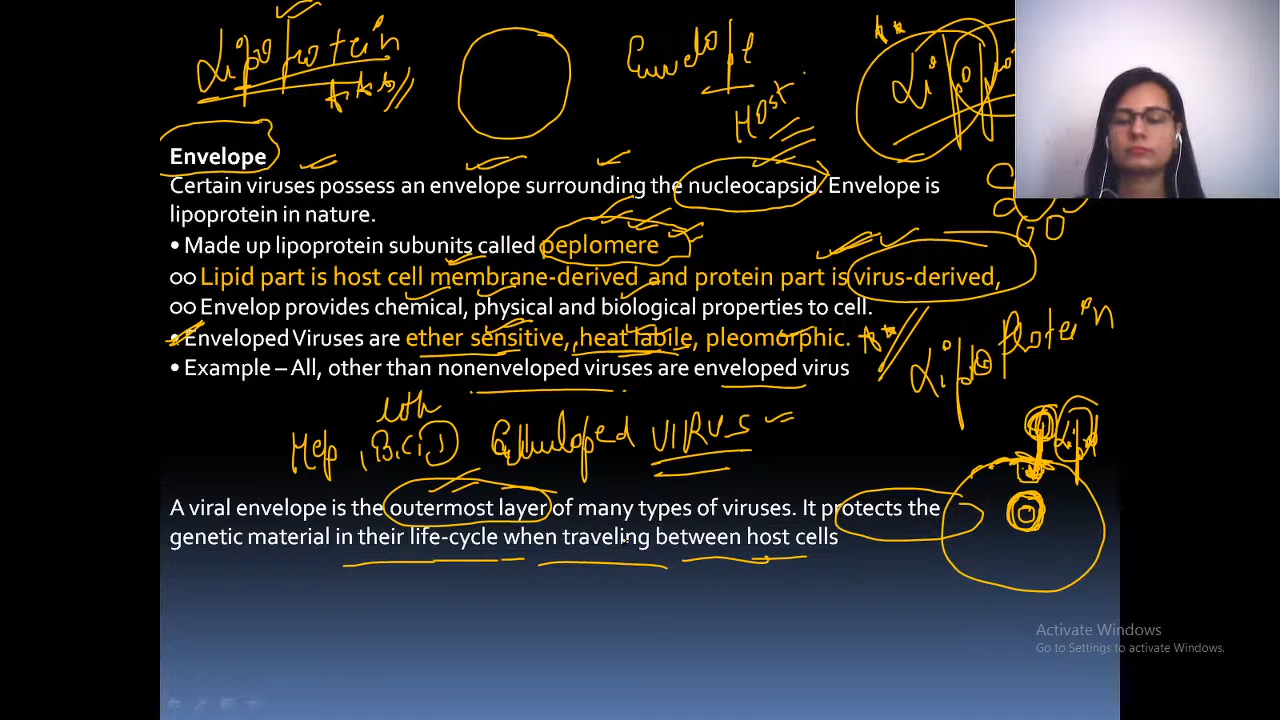 Lipoprotein
Envelope
Host
Envelope
Certain viruses possess an envelope surrounding the nucleocapsid. Envelope is
lipoprotein in nature.
• Made up lipoprotein subunits called peplomere
oo Lipid part is host cell membrane-derived and protein part is virus-derived,
oo Envelop provides chemical, physical and biological properties to cell.
• Enveloped Viruses are ether sensitive, heat labile, pleomorphic.
• Example – All, other than nonenveloped viruses are enveloped virus
Lipoprotein
Hep, B.C.D
VIRUS
A viral envelope is the outermost layer of many types of viruses. It protects the
genetic material in their life-cycle when traveling between host cells
Activate Windows
Go to Settings to activate Windows.